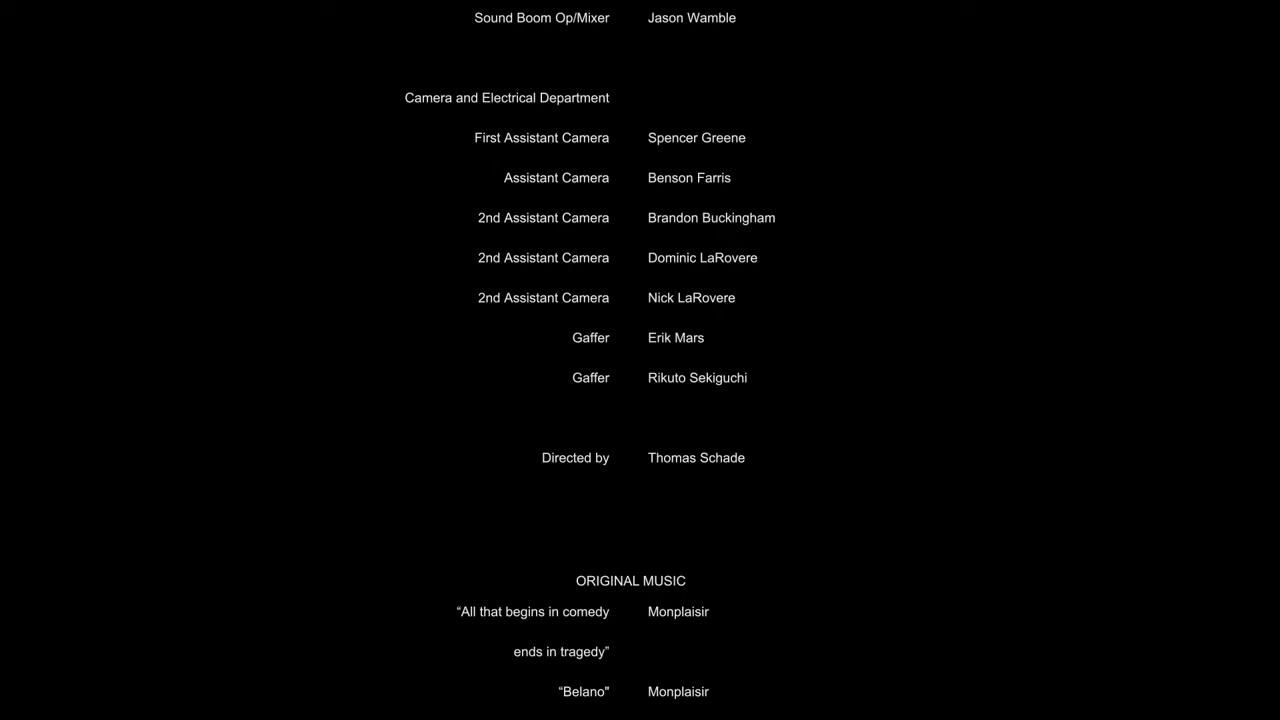 Sound Boom Op/Mixer Jason Wamble
Camera and Electrical Department
First Assistant Camera Spencer Greene
Assistant Camera Benson Farris
2nd Assistant Camera Brandon Buckingham
2nd Assistant Camera Dominic LaRovere
2nd Assistant Camera Nick LaRovere
Gaffer Erik Mars
Gaffer Rikuto Sekiguchi
Directed by Thomas Schade
ORIGINAL MUSIC
“All that begins in comedy Monplaisir
ends in tragedy”
“Belano" Monplaisir